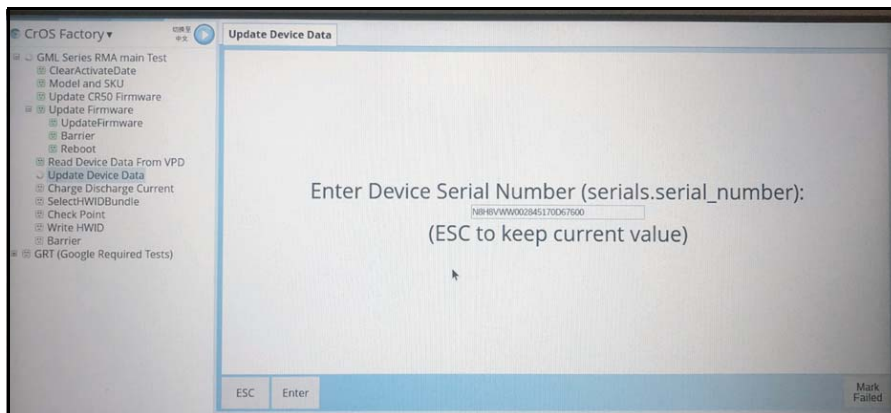 CrOS Factory▾
切换至
中文
Update Device Data
GML Series RMA main Test
ClearActivateDate
Model and SKU
Update CR50 Firmware
Update Firmware
UpdateFirmware
Barrier
Reboot
Read Device Data From VPD
Update Device Data
Charge Discharge Current
SelectHWIDBundle
Check Point
Write HWID
Barrier
GRT (Google Required Tests)
Enter Device Serial Number (serials.serial_number):
(ESC to keep current value)
ESC
Enter
Mark
Failed